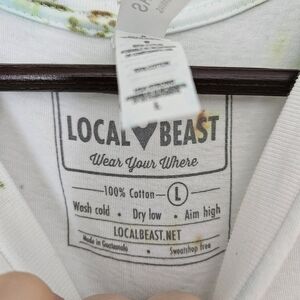 LOCAL BEAST
Wear Your Where
100% Cotton L
Wash cold • Dry low • Aim high
LOCALBEAST.NET
Made in Guatemala • Sweatshop Free